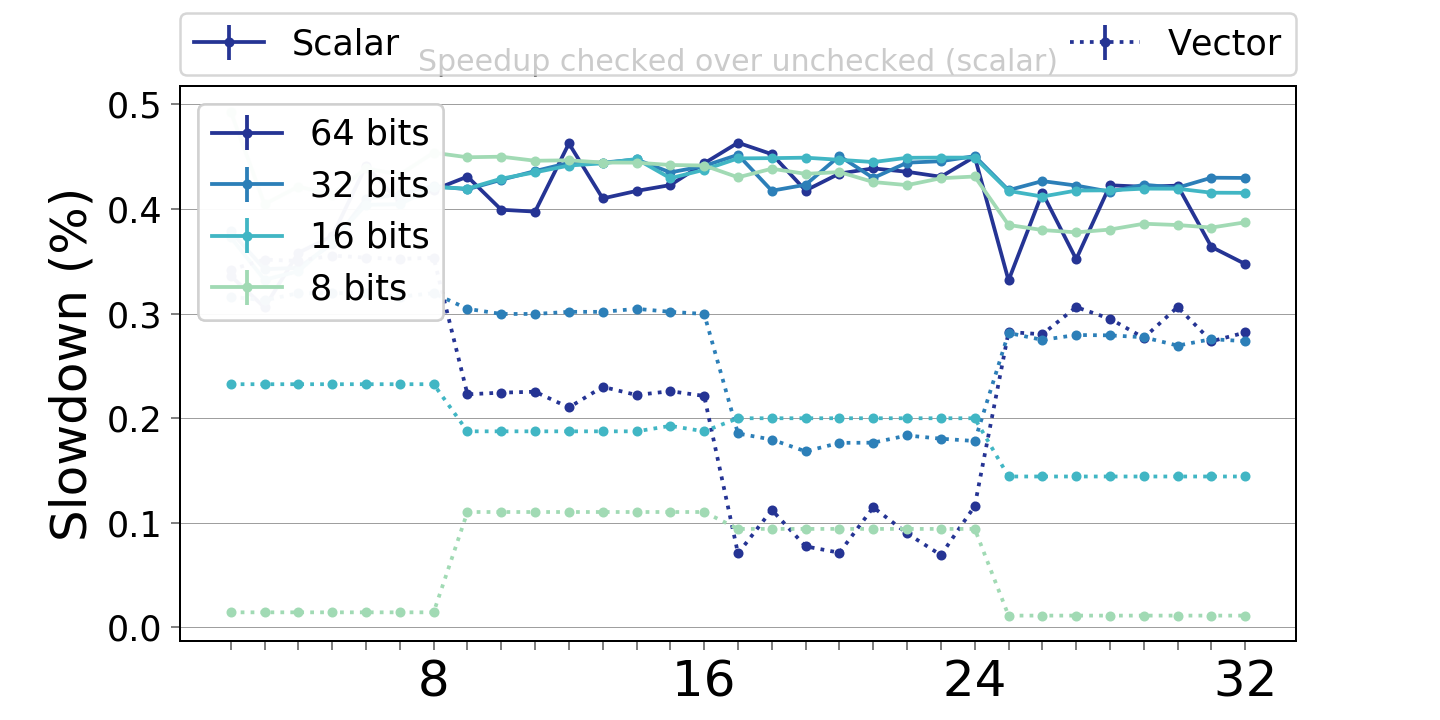 Scalar
Speedup checked over unchecked (scalar)
Vector
0.5
64 bits
32 bits
0.4
16 bits
8 bits
0.3
0.2
0.1
0.0
Slowdown (%)
8 16 24 32